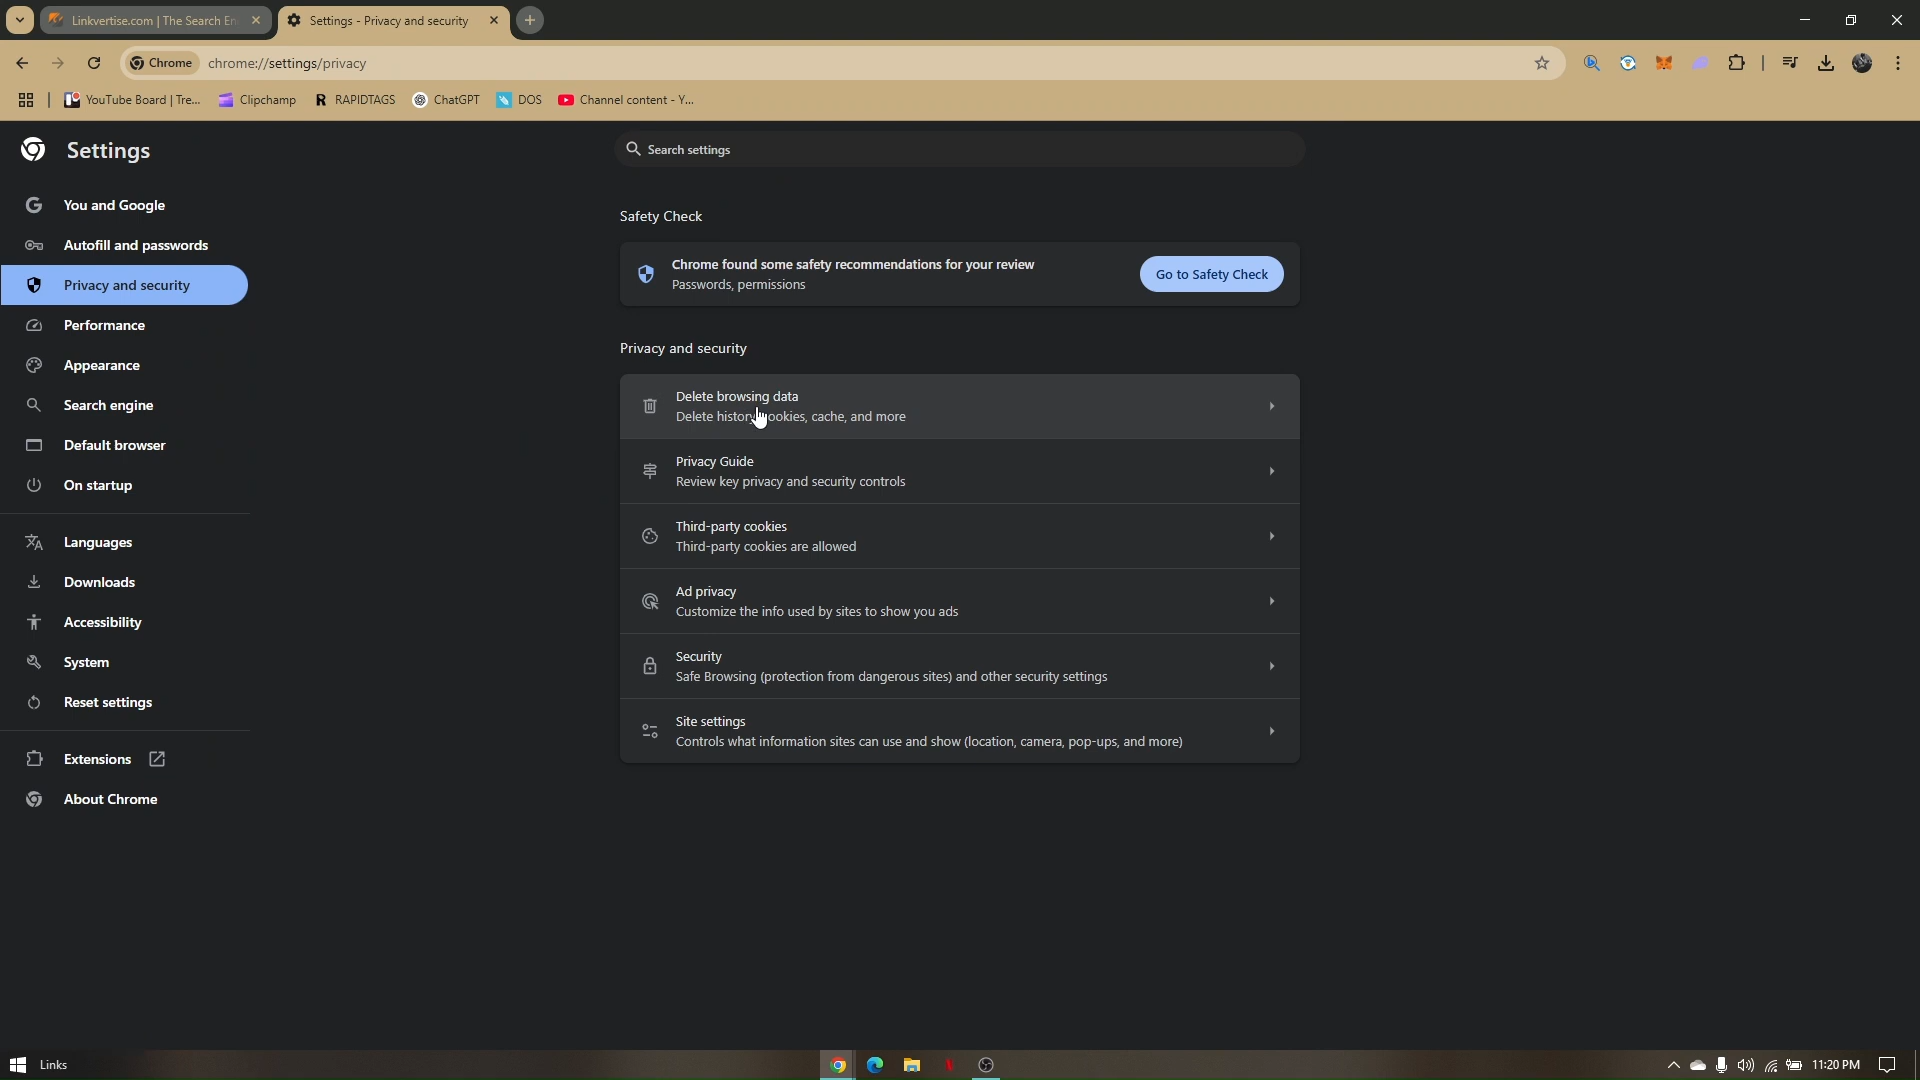 Linkvertise.com | The Search En
Settings - Privacy and security
Chrome
chrome://settings/privacy
YouTube Board | Tre...
Clipchamp
RAPIDTAGS
ChatGPT
DOS
Channel content - Y...
Settings
Search settings
You and Google
Autofill and passwords
Privacy and security
Performance
Appearance
Search engine
Default browser
On startup
Languages
Downloads
Accessibility
System
Reset settings
Extensions
About Chrome
Safety Check
Chrome found some safety recommendations for your review
Passwords, permissions
Go to Safety Check
Privacy and security
Delete browsing data
Delete history, cookies, cache, and more
Privacy Guide
Review key privacy and security controls
Third-party cookies
Third-party cookies are allowed
Ad privacy
Customize the info used by sites to show you ads
Security
Safe Browsing (protection from dangerous sites) and other security settings
Site settings
Controls what information sites can use and show (location, camera, pop-ups, and more)
Links
11:20 PM